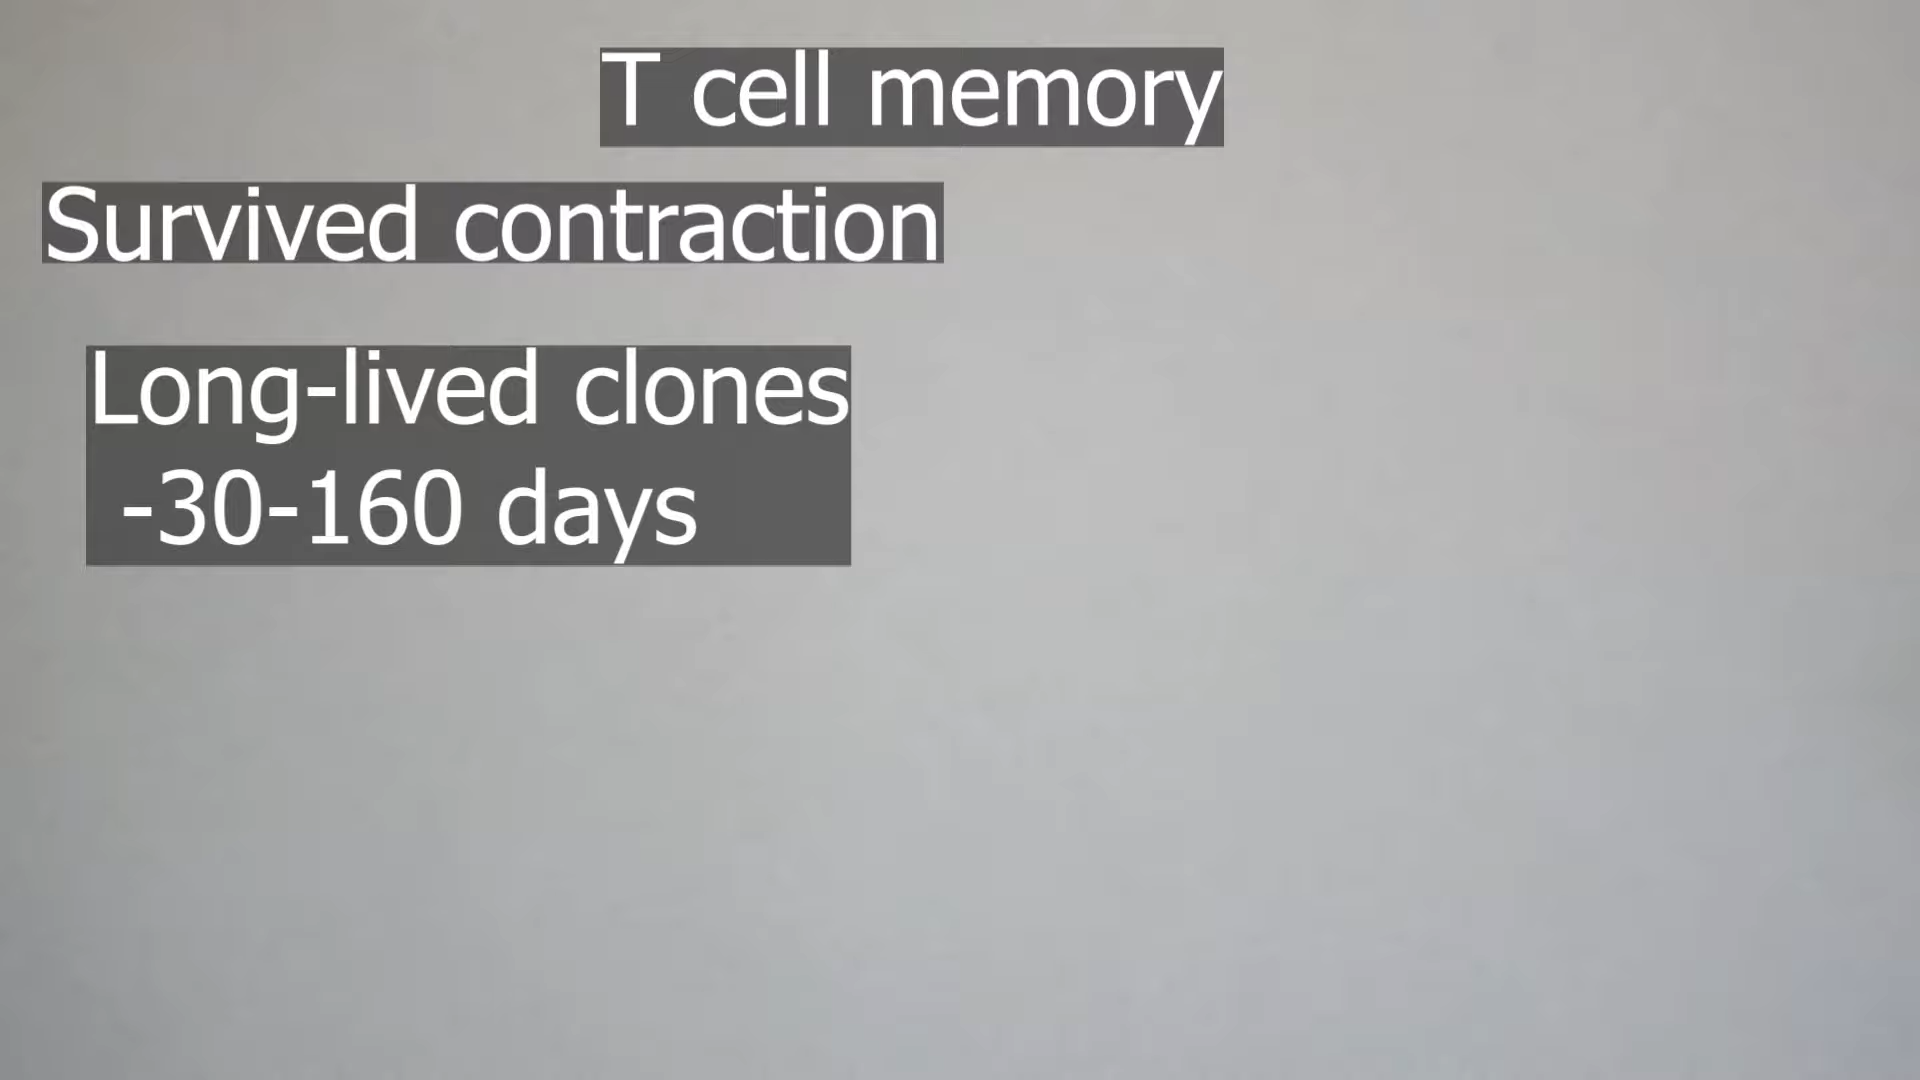 T cell memory
Survived contraction
Long-lived clones
-30-160 days